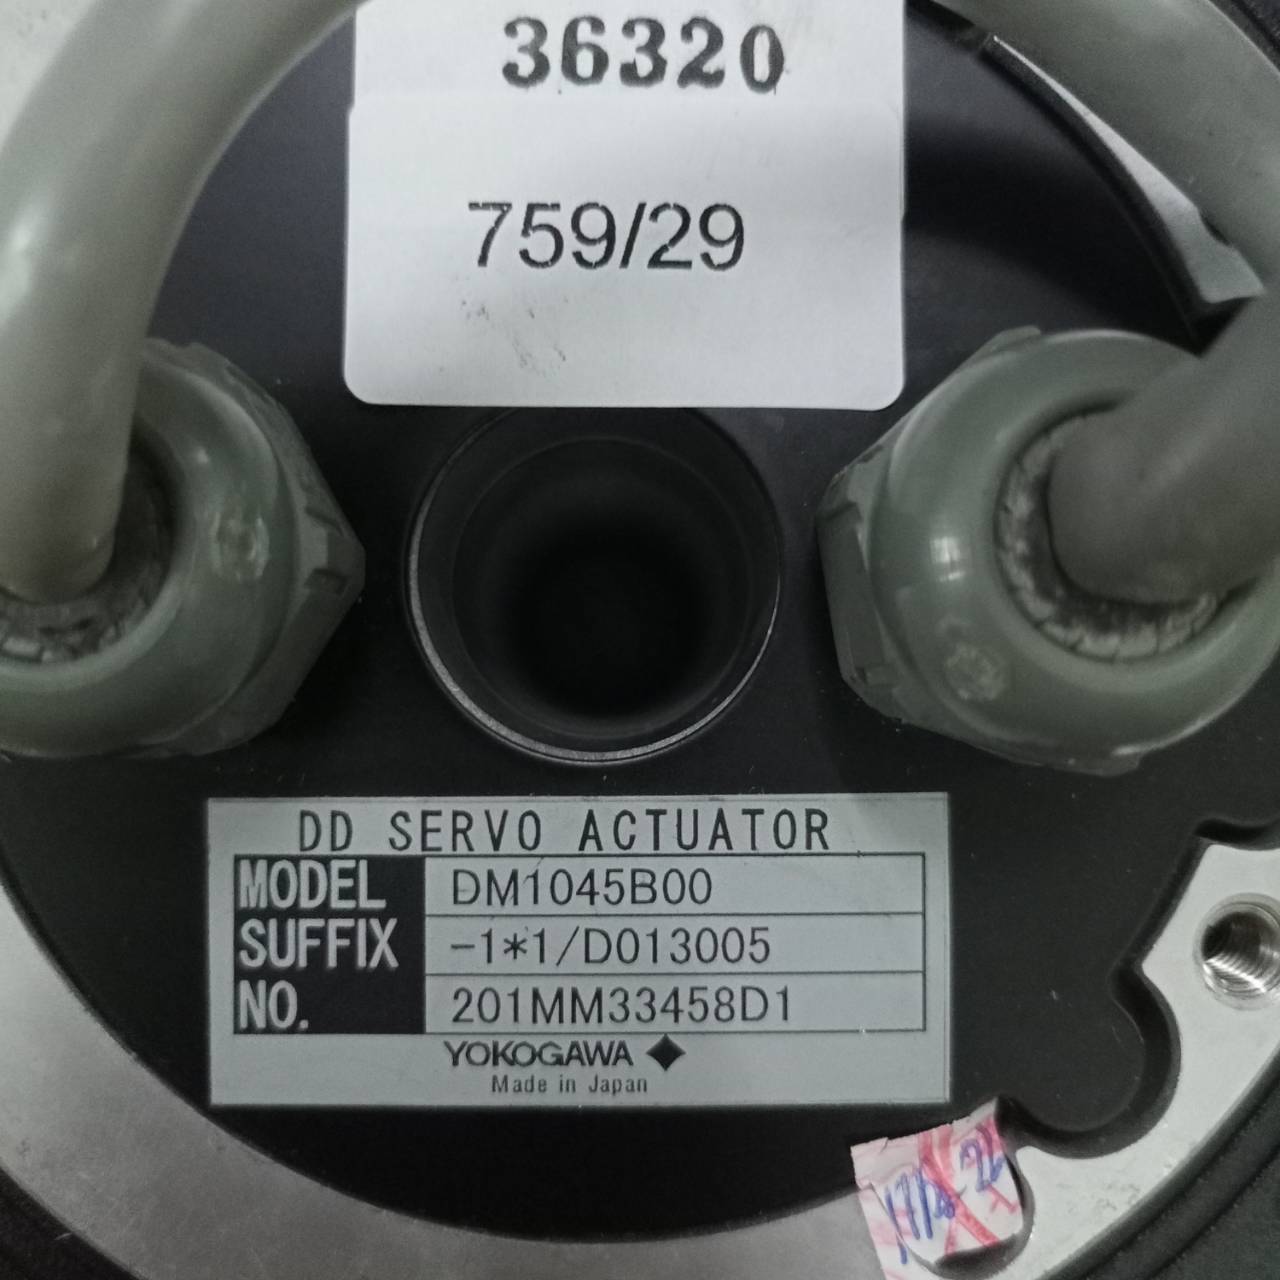 36320
759/29
DD SERVO ACTUATOR
MODEL DM1045B00
SUFFIX -1*1/D013005
NO. 201MM33458D1
YOKOGAWA
Made in Japan